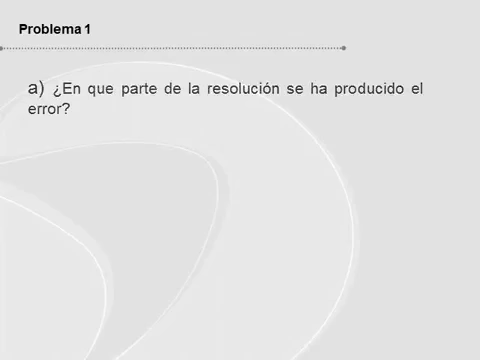 Problema 1
a) ¿En que parte de la resolución se ha producido el
error?